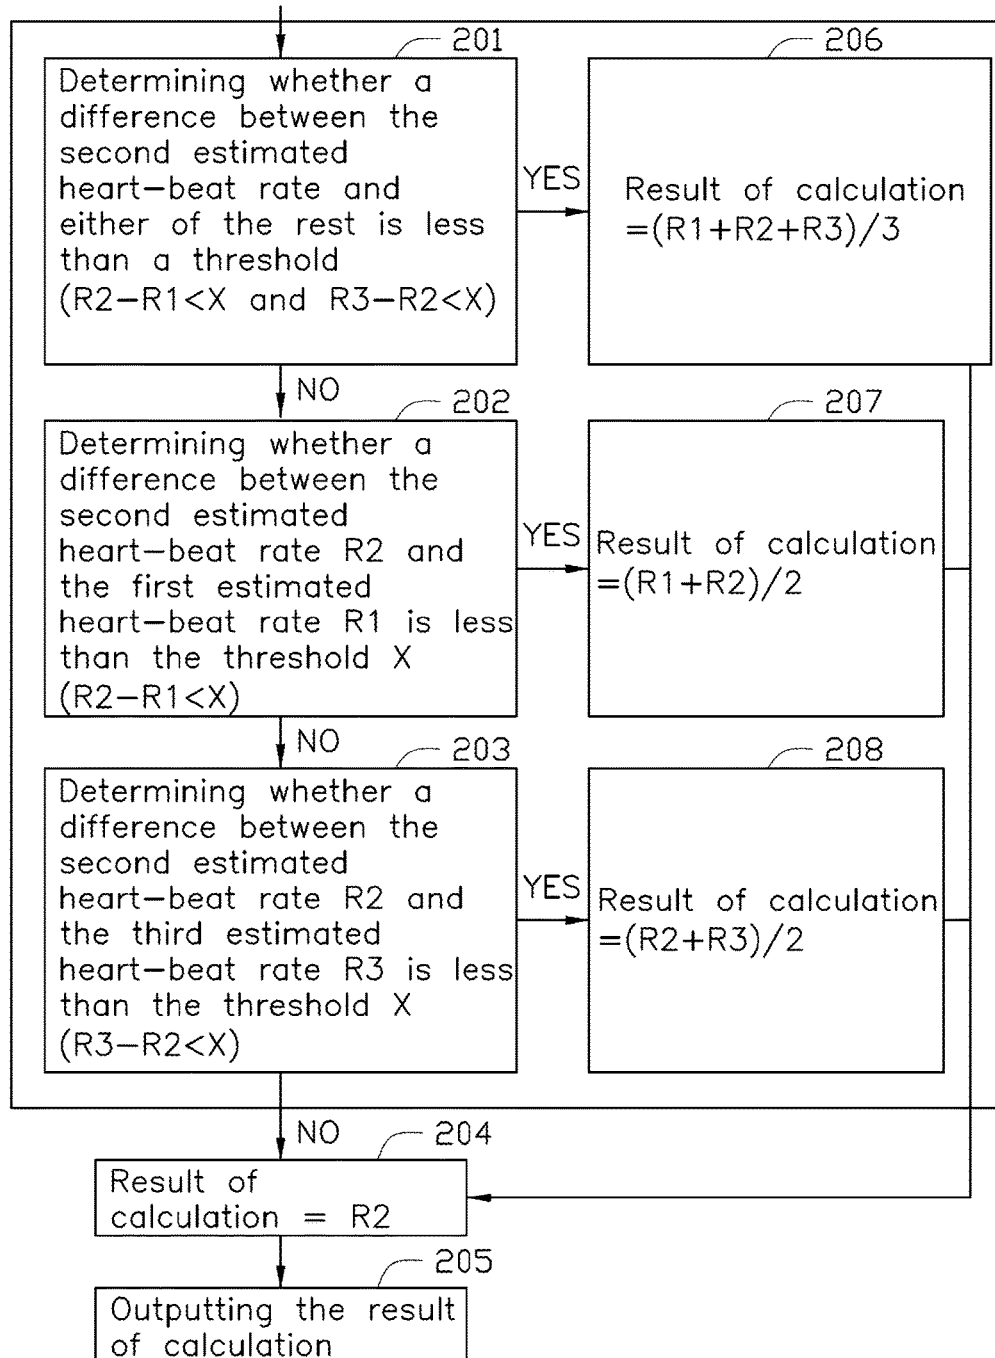 201
Determining whether a
difference between the
second estimated
heart-beat rate and
either of the rest is less
than a threshold
(R2-R1<X and R3-R2<X)
YES
206
Result of calculation
=(R1+R2+R3)/3
NO
202
Determining whether a
difference between the
second estimated
heart-beat rate R2 and
the first estimated
heart-beat rate R1 is less
than the threshold X
(R2-R1<X)
YES
207
Result of calculation
=(R1+R2)/2
NO
203
Determining whether a
difference between the
second estimated
heart-beat rate R2 and
the third estimated
heart-beat rate R3 is less
than the threshold X
(R3-R2<X)
YES
208
Result of calculation
=(R2+R3)/2
NO
204
Result of
calculation = R2
205
Outputting the result
of calculation